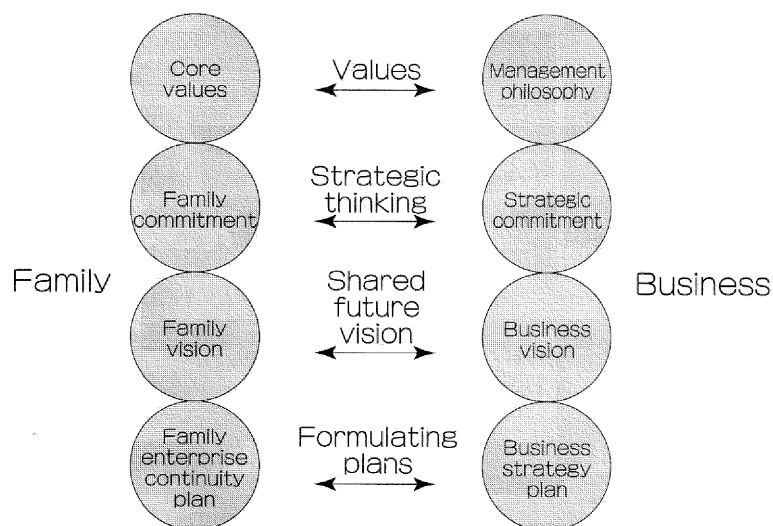 Core
values
Values
Management
philosophy
Family
commitment
Strategic
thinking
Strategic
commitment
Family
Shared
future
vision
Business
Family
vision
Business
vision
Family
enterprise
continuity
plan
Formulating
plans
Business
strategy
plan